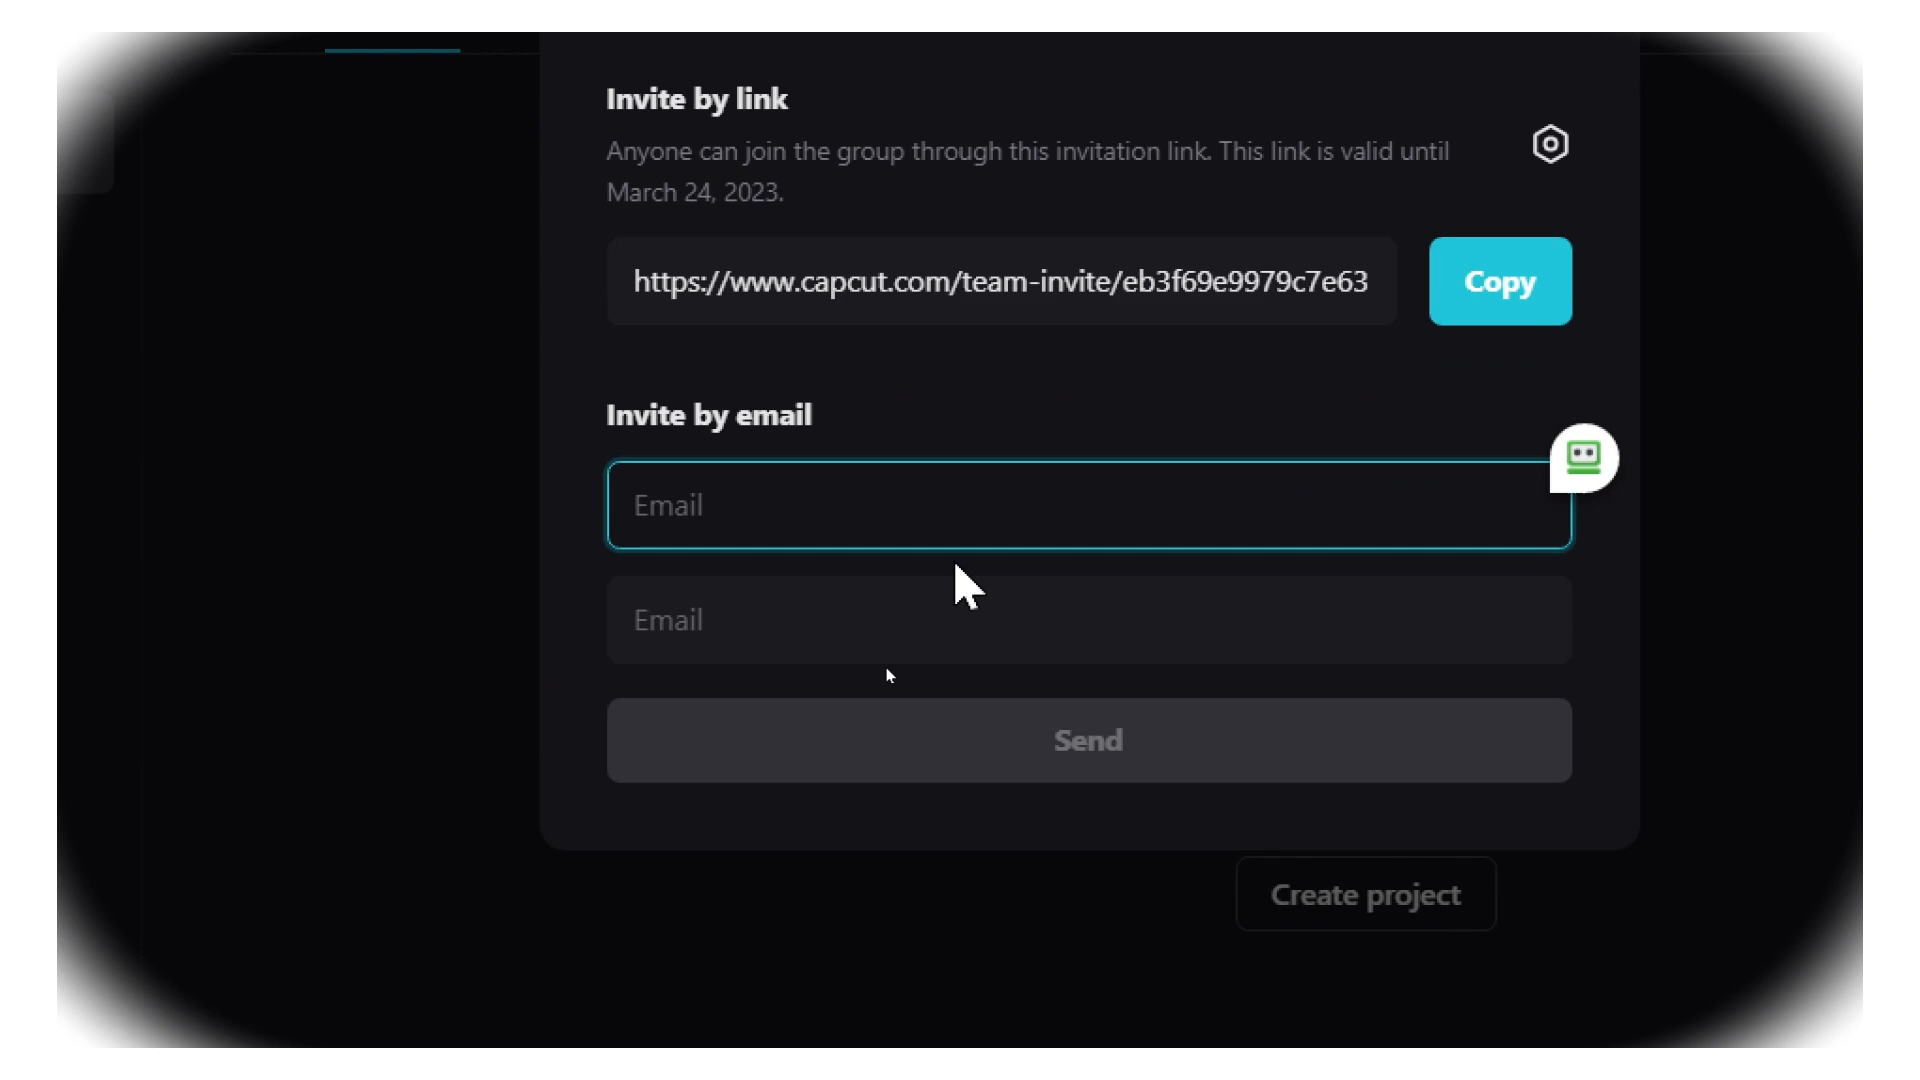 Invite by link
Anyone can join the group through this invitation link. This link is valid until
March 24, 2023.
https://www.capcut.com/team-invite/eb3f69e9979c7e63
Copy
Invite by email
Email
Email
Send
Create project